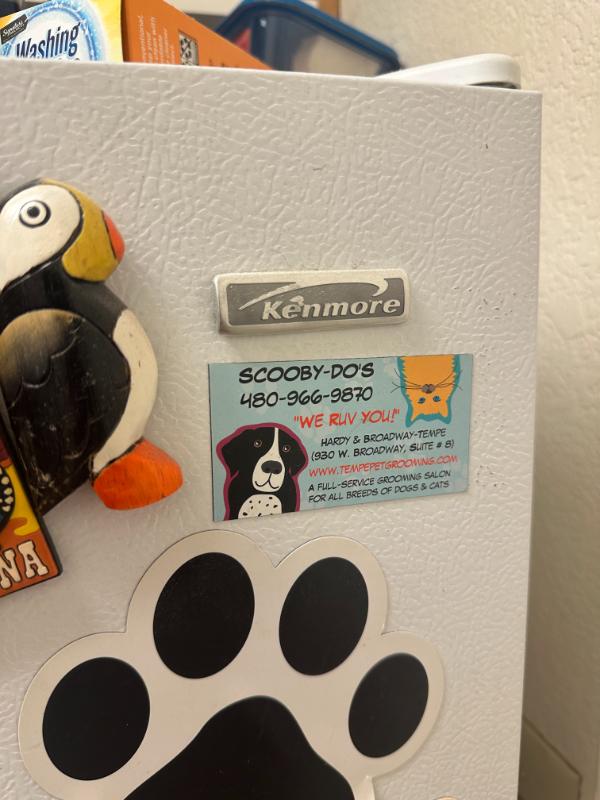 Signature
Washing
Kenmore
SCOOBY-DO'S
480-966-9870
"WE RUV YOU!"
HARDY & BROADWAY-TEMPE
(930 W. BROADWAY, SUITE # 8)
WWW.TEMPEPETGROOMING.COM
A FULL-SERVICE GROOMING SALON
FOR ALL BREEDS OF DOGS & CATS
NA